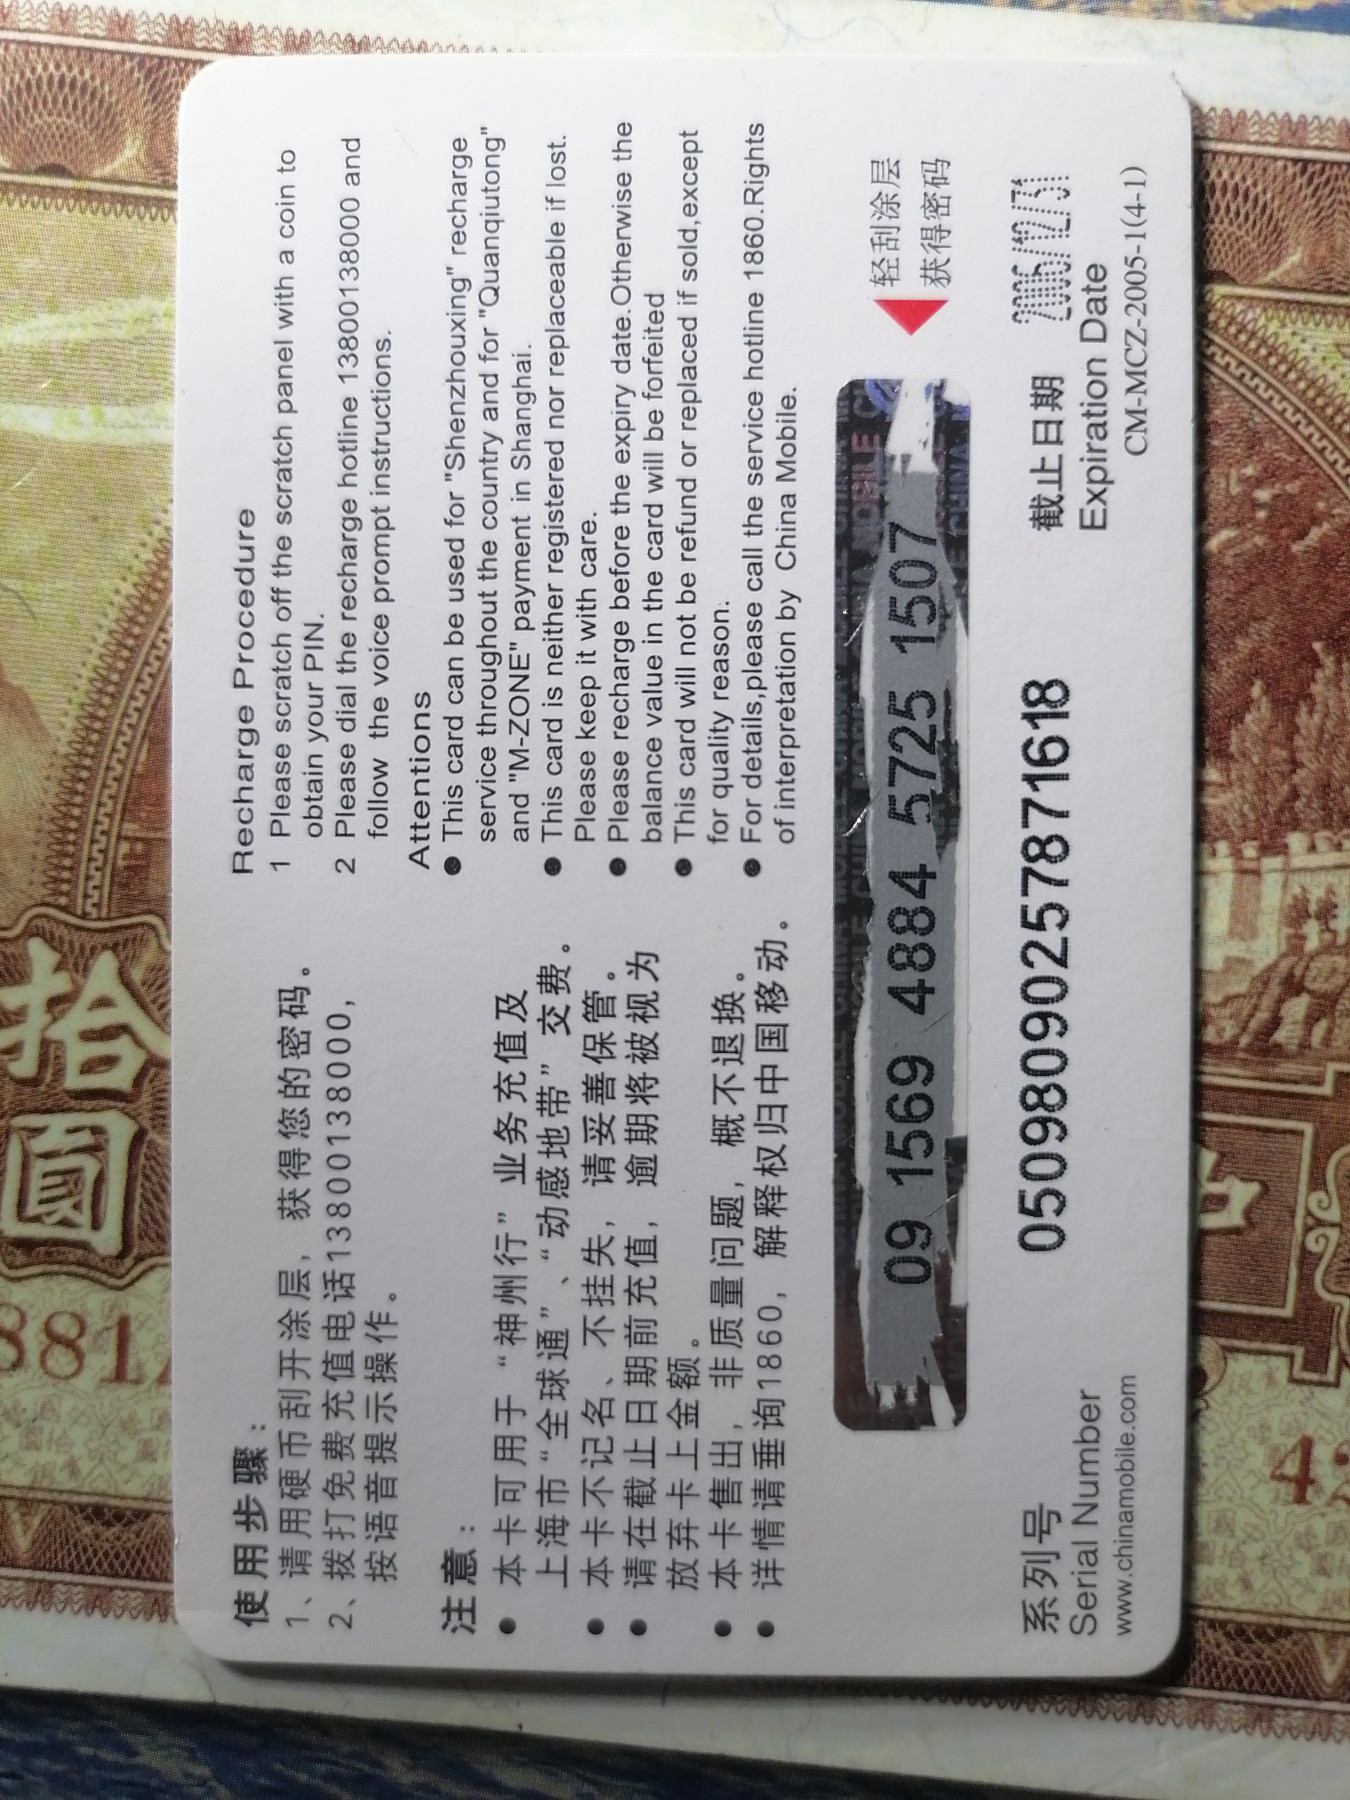 使用步骤：
1、请用硬币刮开涂层，获得您的密码。
2、拨打免费充值电话13800138000，
按语音提示操作。
注意：
● 本卡可用于“神州行”业务充值及
上海市“全球通”、“动感地带”交费。
● 本卡不记名、不挂失，请妥善保管。
● 请在截止日期前充值，逾期将被视为
放弃卡上金额。
● 本卡售出，非质量问题，概不退换。
● 详情请垂询1860，解释权归中国移动。
Recharge Procedure
1 Please scratch off the scratch panel with a coin to
obtain your PIN.
2 Please dial the recharge hotline 13800138000 and
follow the voice prompt instructions.
Attentions
● This card can be used for "Shenzhouxing" recharge
service throughout the country and for "Quanqiutong"
and "M-ZONE" payment in Shanghai.
● This card is neither registered nor replaceable if lost.
Please keep it with care.
● Please recharge before the expiry date.Otherwise the
balance value in the card will be forfeited
● This card will not be refund or replaced if sold,except
for quality reason.
● For details,please call the service hotline 1860.Rights
of interpretation by China Mobile.
09 1569 4884 5725 1507
轻刮涂层
获得密码
系列号
Serial Number
05098090257871618
截止日期 2006/12/31
Expiration Date
www.chinamobile.com
CM-MCZ-2005-1(4-1)
拾圆